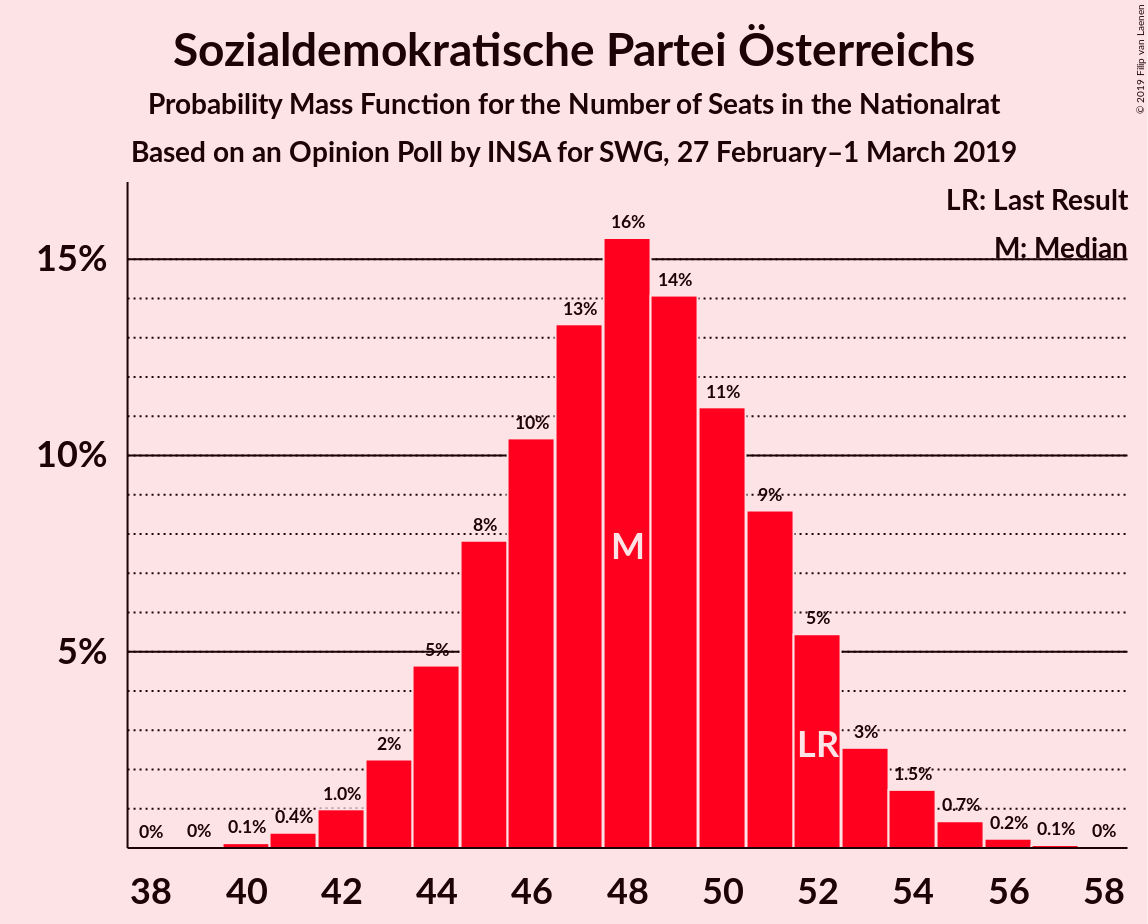 Sozialdemokratische Partei Österreichs
Probability Mass Function for the Number of Seats in the Nationalrat
Based on an Opinion Poll by INSA for SWG, 27 February–1 March 2019
© 2019 Filip van Laenen
LR: Last Result
M: Median
15%
10%
5%
0%
0%
0.1%
0.4%
1.0%
2%
5%
8%
10%
13%
16%
14%
11%
9%
5%
3%
1.5%
0.7%
0.2%
0.1%
0%
M
LR
38 40 42 44 46 48 50 52 54 56 58